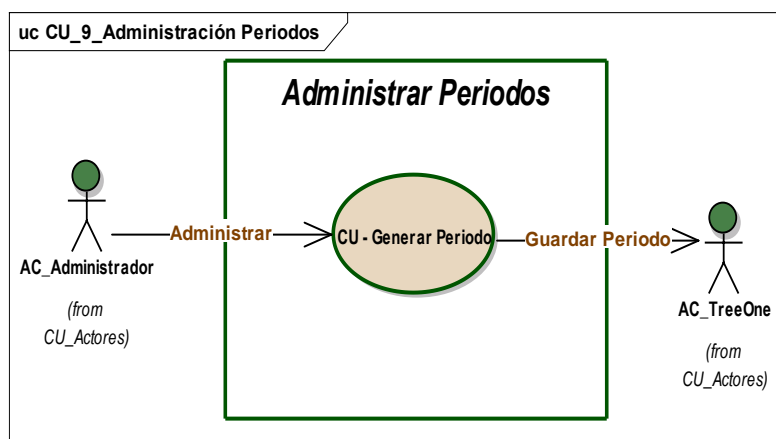 uc CU_9_Administración Periodos
Administrar Periodos
Administrar
CU - Generar Periodo
Guardar Periodo
AC_Administrador
(from
CU_Actores)
AC_TreeOne
(from
CU_Actores)